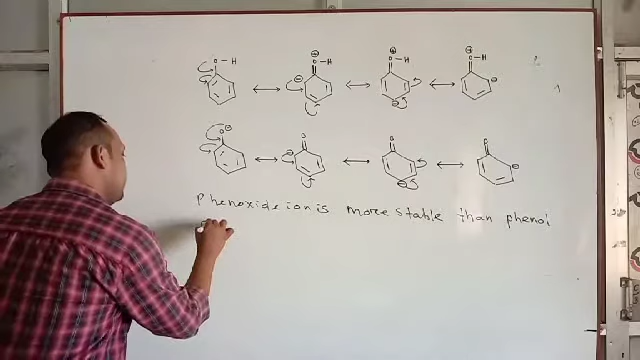 O - H ⊕ O - H ⊕ O - H ⊕ O - H
O O O O
Phenoxide ion is more stable than phenol